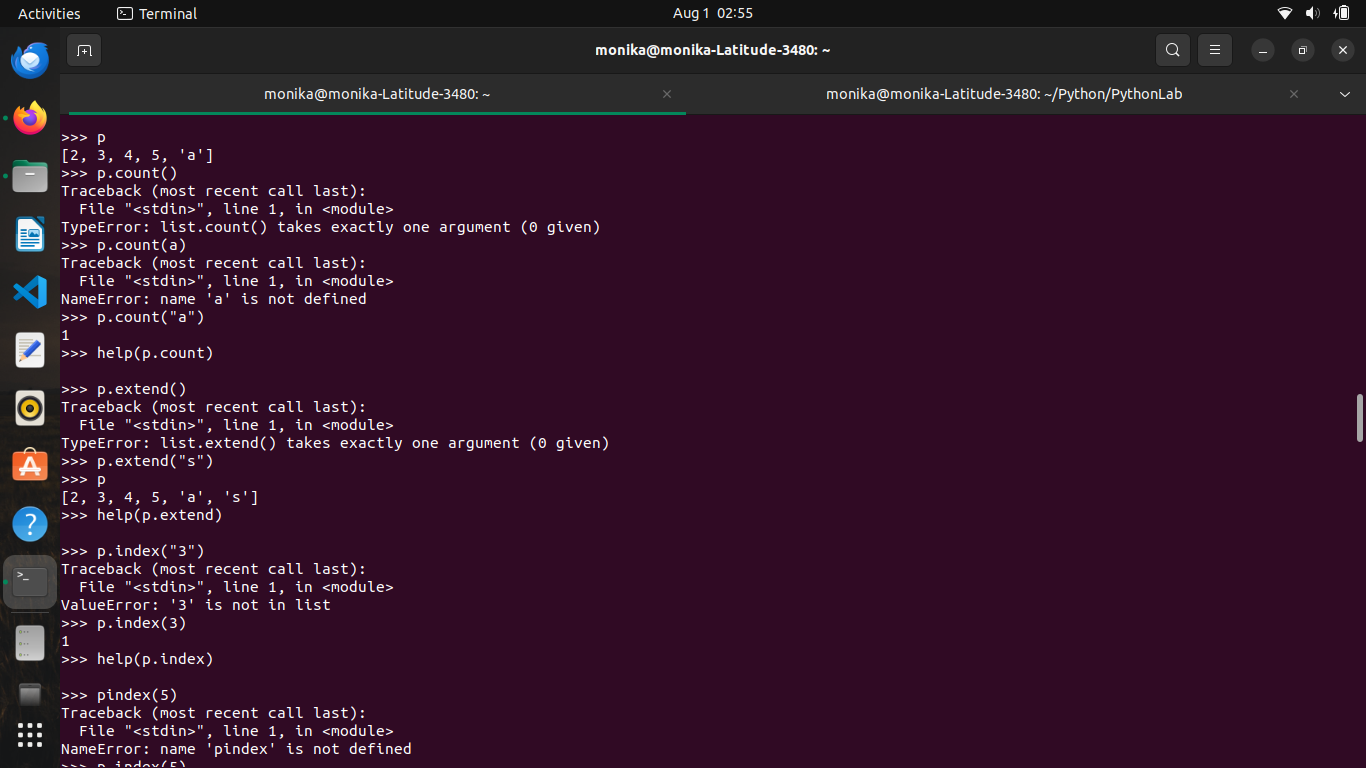 Activities
Terminal
Aug 1 02:55
monika@monika-Latitude-3480: ~
monika@monika-Latitude-3480: ~
monika@monika-Latitude-3480: ~/Python/PythonLab
>>> p
[2, 3, 4, 5, 'a']
>>> p.count()
Traceback (most recent call last):
  File "<stdin>", line 1, in <module>
TypeError: list.count() takes exactly one argument (0 given)
>>> p.count(a)
Traceback (most recent call last):
  File "<stdin>", line 1, in <module>
NameError: name 'a' is not defined
>>> p.count("a")
1
>>> help(p.count)

>>> p.extend()
Traceback (most recent call last):
  File "<stdin>", line 1, in <module>
TypeError: list.extend() takes exactly one argument (0 given)
>>> p.extend("s")
>>> p
[2, 3, 4, 5, 'a', 's']
>>> help(p.extend)

>>> p.index("3")
Traceback (most recent call last):
  File "<stdin>", line 1, in <module>
ValueError: '3' is not in list
>>> p.index(3)
1
>>> help(p.index)

>>> pindex(5)
Traceback (most recent call last):
  File "<stdin>", line 1, in <module>
NameError: name 'pindex' is not defined
>>> p.index(5)